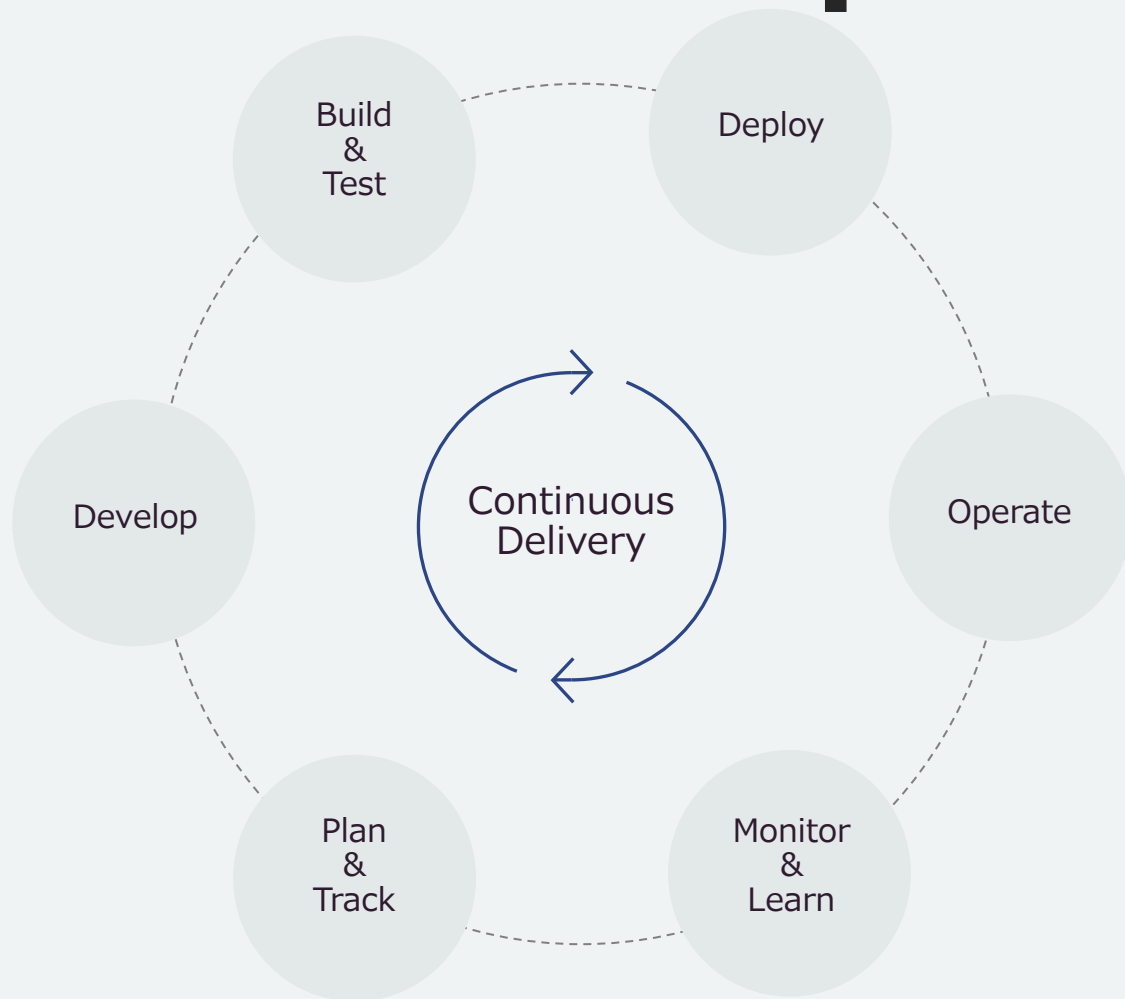 Build
&
Test
Deploy
Develop
Continuous
Delivery
Operate
Plan
&
Track
Monitor
&
Learn